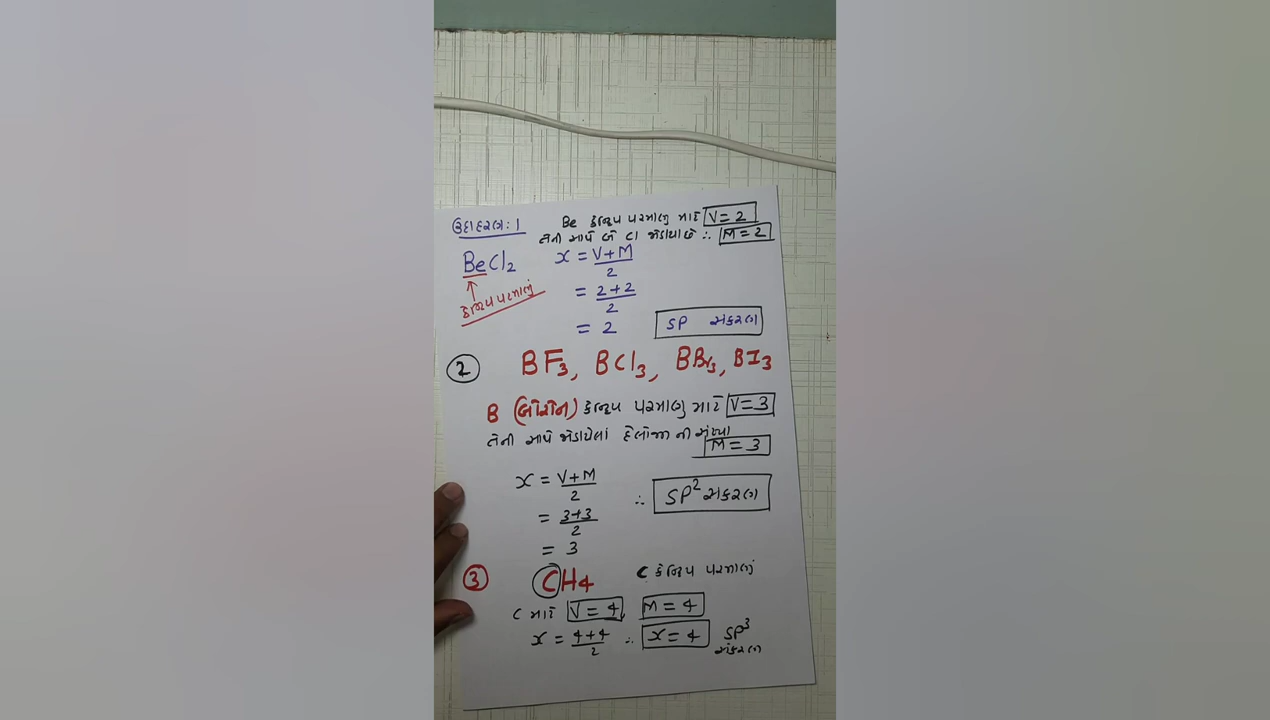 ઉદાહરણ: 1
Be કેન્દ્રિય પરમાણુ માટે V = 2
તેની સાથે બે Cl જોડાયા છે ∴ M = 2
BeCl₂
x = V+M / 2
કેન્દ્રિય પરમાણું
= 2+2 / 2
= 2
SP સંકરણ
2 BF₃, BCl₃, BBr₃, BI₃
B (બોરોન) કેન્દ્રિય પરમાણુ માટે V = 3
તેની સાથે જોડાયેલાં હેલોજન ની સંખ્યા
M = 3
x = V+M / 2
∴ SP² સંકરણ
= 3+3 / 2
= 3
3 CH₄ C કેન્દ્રિય પરમાણું
C માટે V = 4, M = 4
x = 4+4 / 2 ∴ x = 4 SP³
સંકરણ